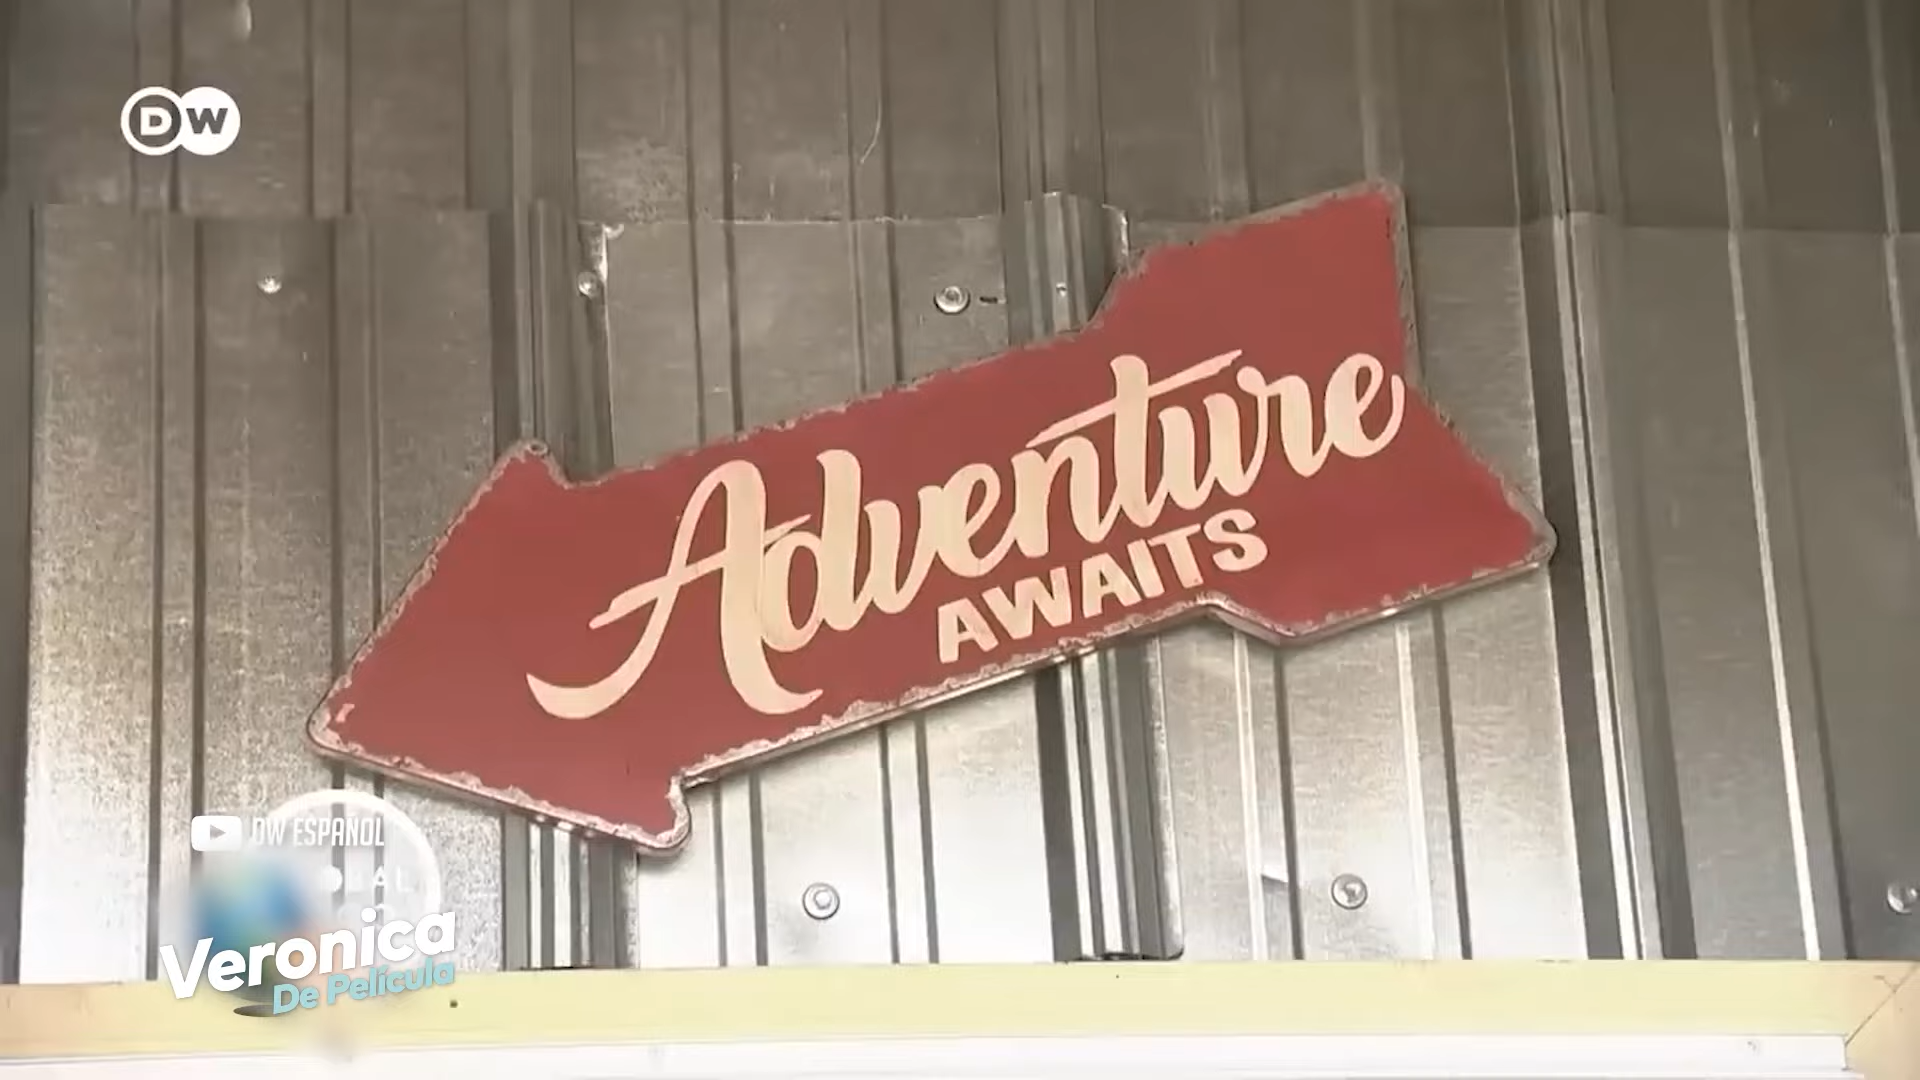 DW
Adventure
AWAITS
DW ESPAÑOL
Veronica
De Película